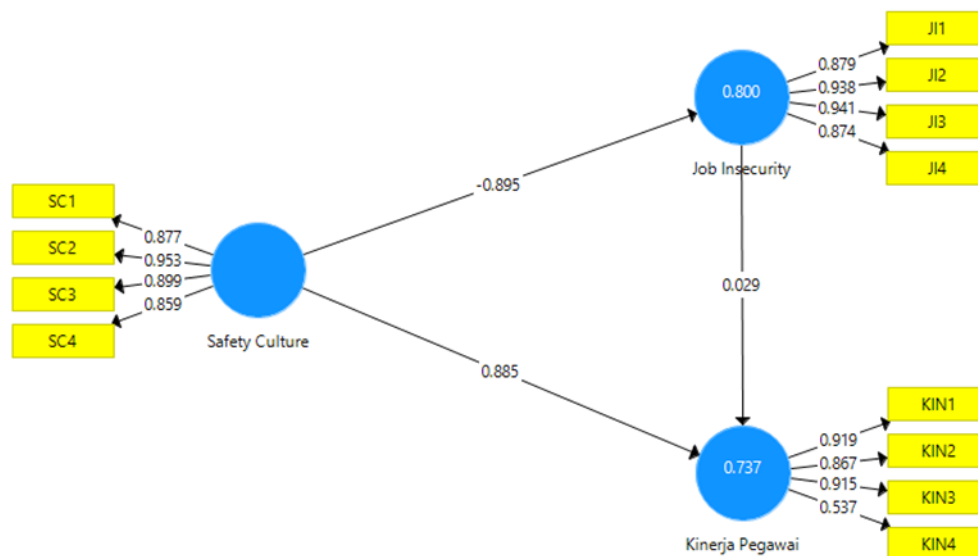 JI1
0.879
JI2
0.938
0.800
0.941
JI3
0.874
JI4
Job Insecurity
-0.895
SC1
0.877
SC2
0.953
0.899
SC3
0.859
SC4
Safety Culture
0.029
0.885
KIN1
0.919
KIN2
0.867
0.737
0.915
KIN3
0.537
KIN4
Kinerja Pegawai